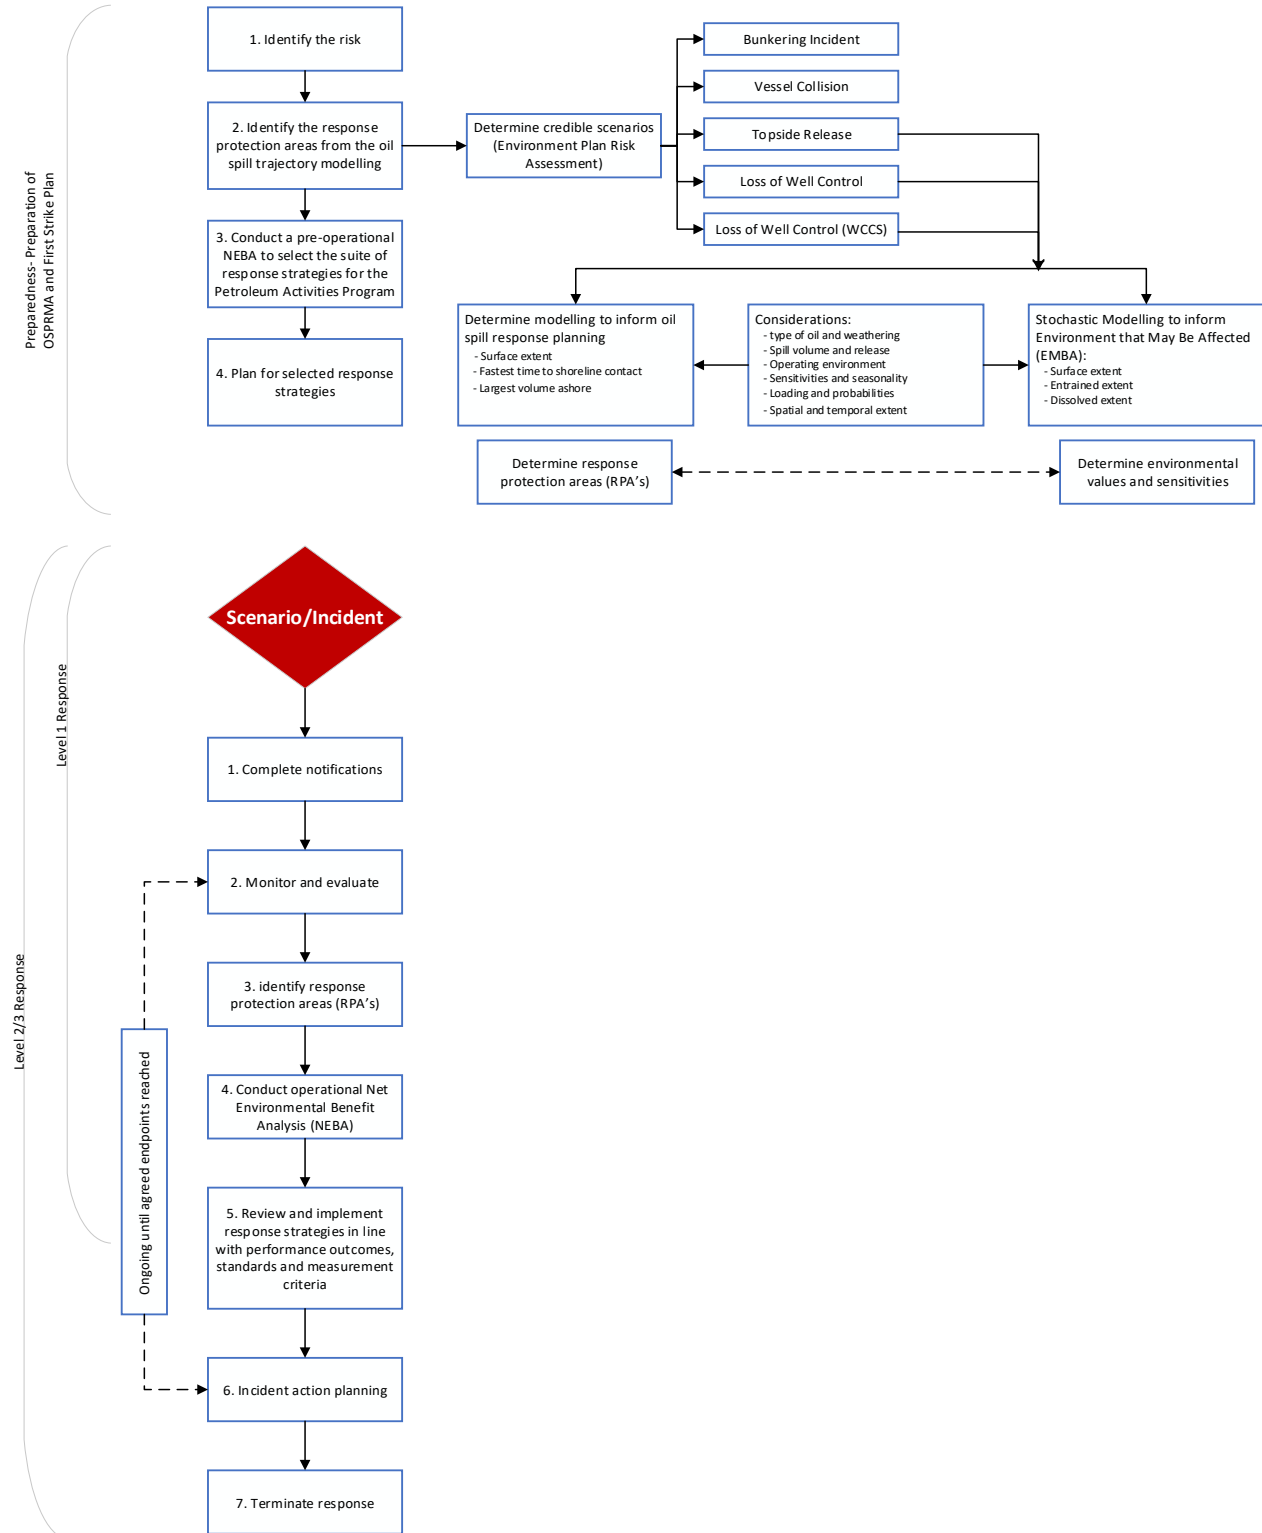 Preparedness- Preparation of
OSPRMA and First Strike Plan
1. Identify the risk
2. Identify the response
protection areas from the oil
spill trajectory modelling
3. Conduct a pre-operational
NEBA to select the suite of
response strategies for the
Petroleum Activities Program
4. Plan for selected response
strategies
Determine credible scenarios
(Environment Plan Risk
Assessment)
Bunkering Incident
Vessel Collision
Topside Release
Loss of Well Control
Loss of Well Control (WCCS)
Determine modelling to inform oil
spill response planning
- Surface extent
- Fastest time to shoreline contact
- Largest volume ashore
Considerations:
- type of oil and weathering
- Spill volume and release
- Operating environment
- Sensitivities and seasonality
- Loading and probabilities
- Spatial and temporal extent
Stochastic Modelling to inform
Environment that May Be Affected
(EMBA):
- Surface extent
- Entrained extent
- Dissolved extent
Determine response
protection areas (RPA’s)
Determine environmental
values and sensitivities
Level 2/3 Response
Level 1 Response
Scenario/Incident
1. Complete notifications
2. Monitor and evaluate
3. identify response
protection areas (RPA’s)
4. Conduct operational Net
Environmental Benefit
Analysis (NEBA)
5. Review and implement
response strategies in line
with performance outcomes,
standards and measurement
criteria
6. Incident action planning
7. Terminate response
Ongoing until agreed endpoints reached